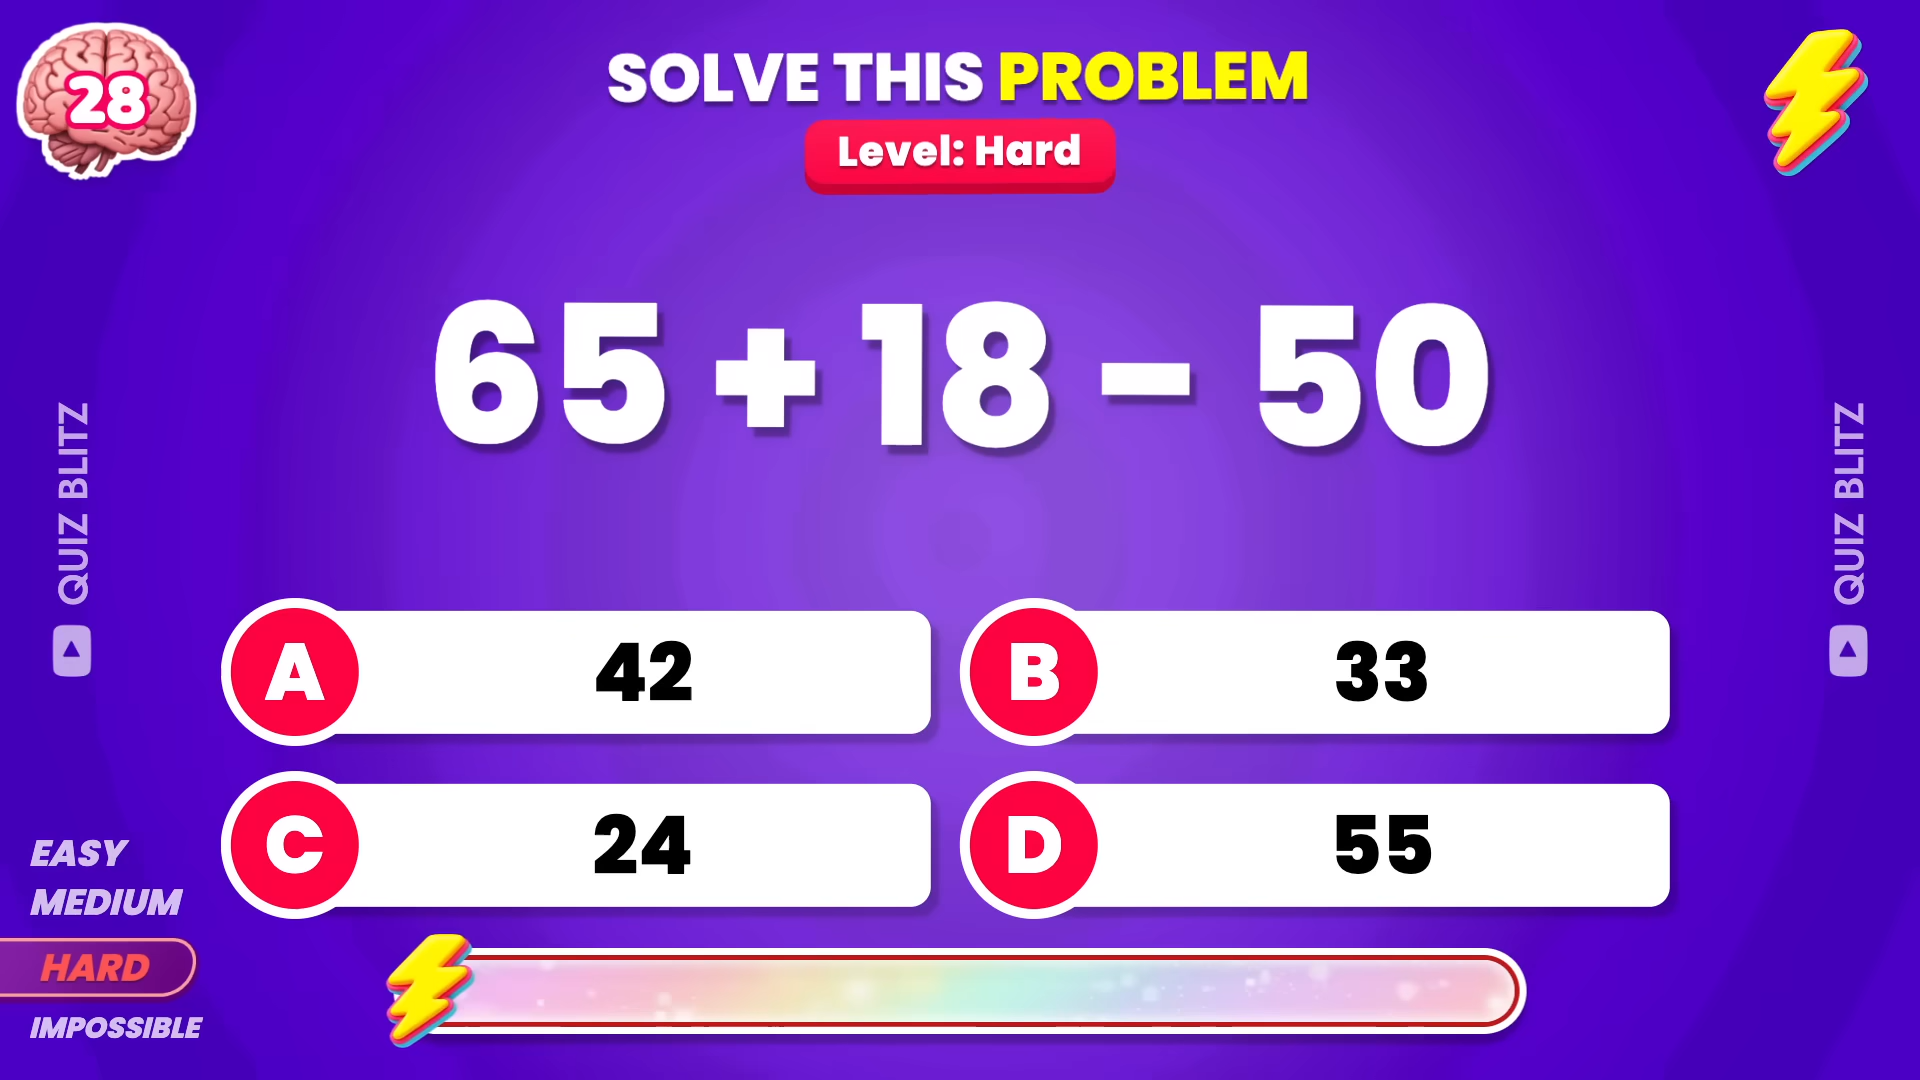 28
SOLVE THIS PROBLEM
Level: Hard
65 + 18 - 50
QUIZ BLITZ
QUIZ BLITZ
A 42
B 33
C 24
D 55
EASY
MEDIUM
HARD
IMPOSSIBLE